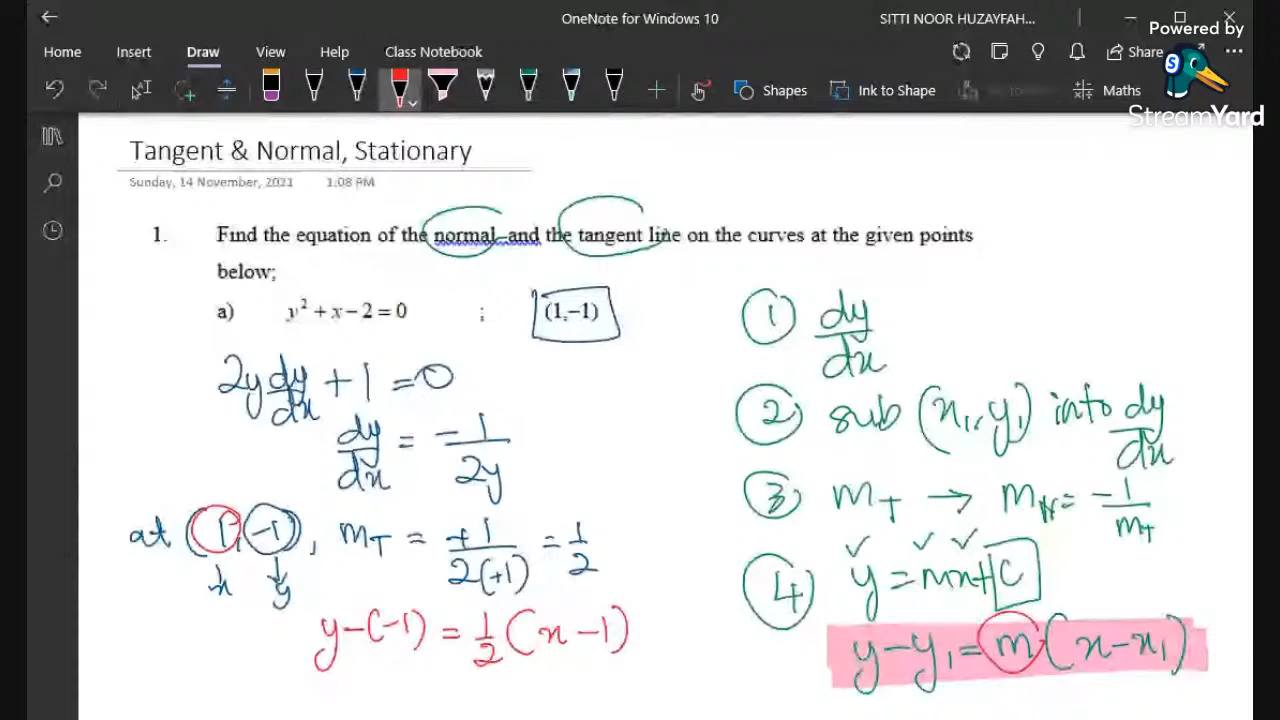 OneNote for Windows 10
SITTI NOOR HUZAYFAH...
Powered by
StreamYard
Home Insert Draw View Help Class Notebook
Share
Shapes Ink to Shape Maths
Tangent & Normal, Stationary
Sunday, 14 November, 2021 1:08 PM
1. Find the equation of the normal and the tangent line on the curves at the given points
below;
a) y² + x − 2 = 0 ; (1,−1)
2y dy/dx + 1 = 0
dy/dx = −1/2y
at (1, −1), mT = +1/2(+1) = 1/2
x y
y−(−1) = 1/2 (x − 1)
① dy/dx
② sub (x₁, y₁) into dy/dx
③ mT → mN = −1/mT
④ y = mx + c
y − y₁ = m (x − x₁)